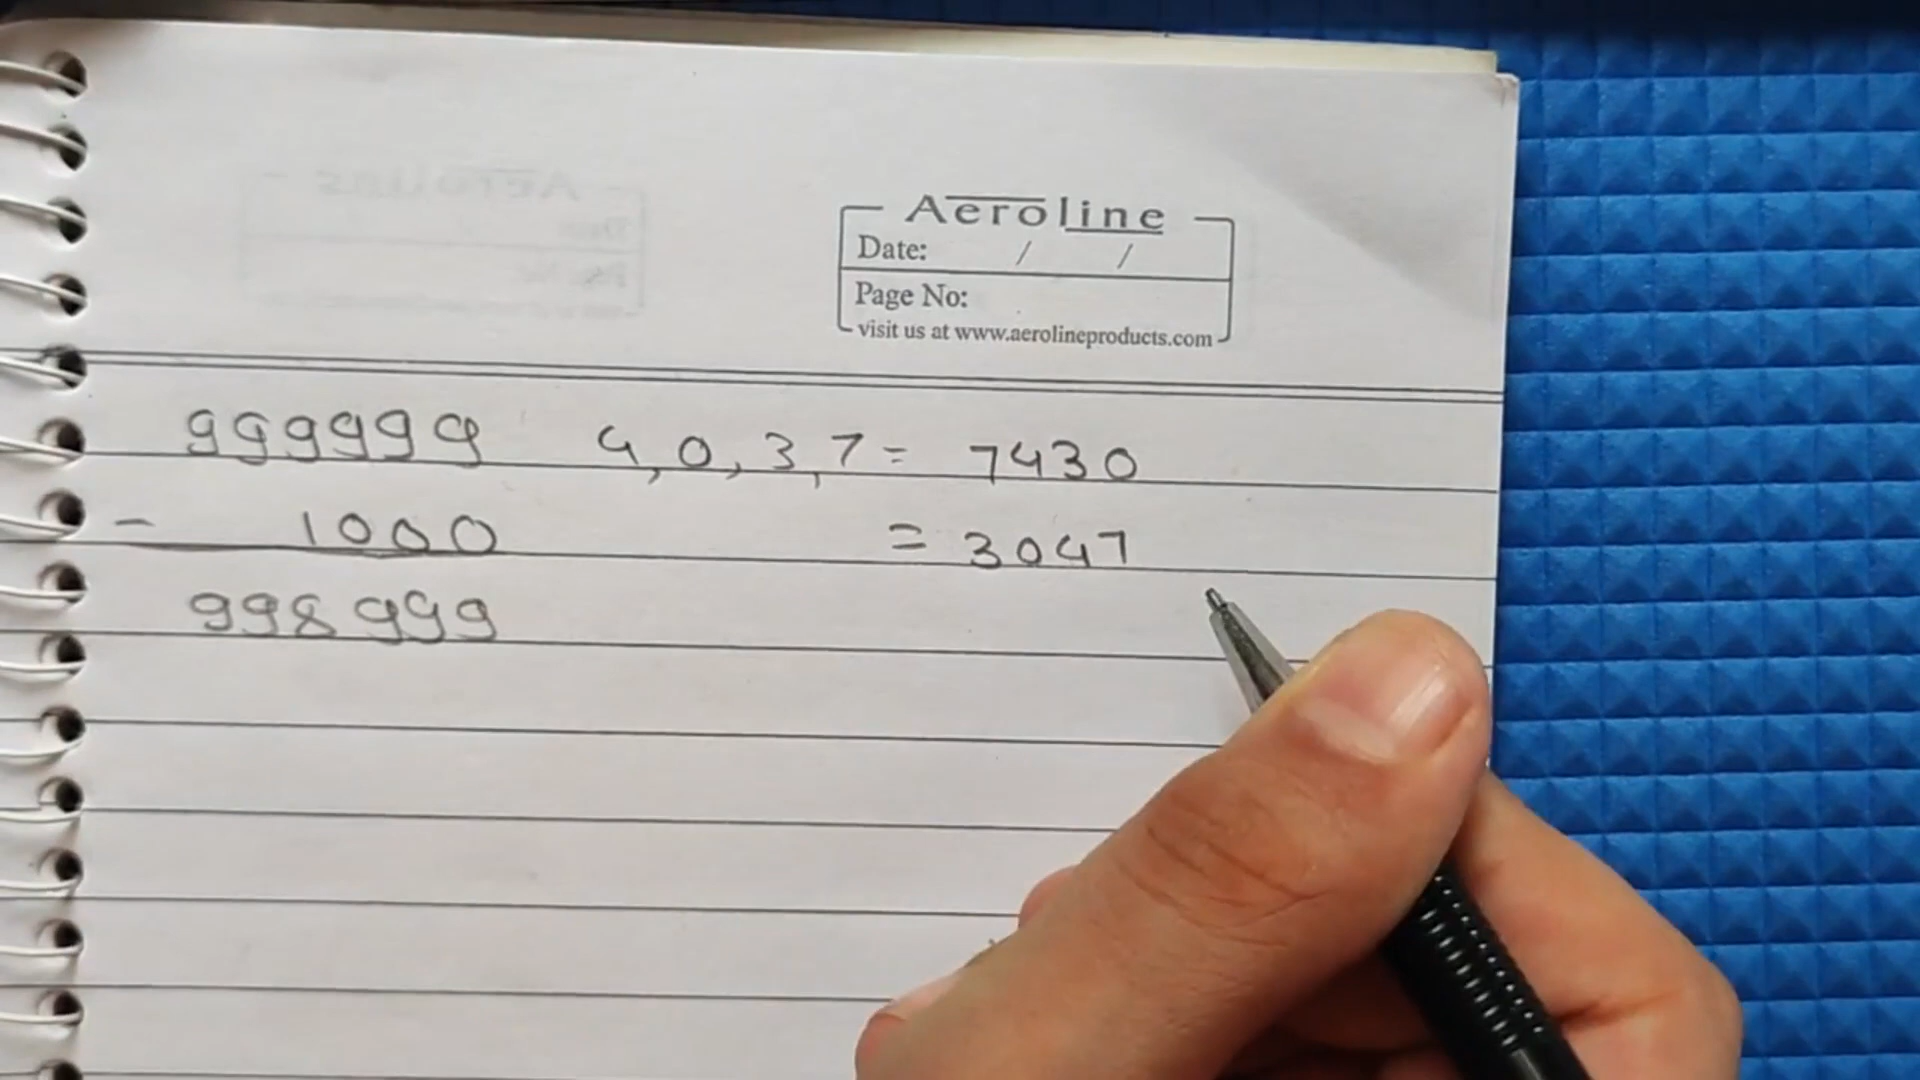 Aeroline
Date: / /
Page No:
visit us at www.aerolineproducts.com
999999 4,0,3,7 = 7430
- 1000 = 3047
998999